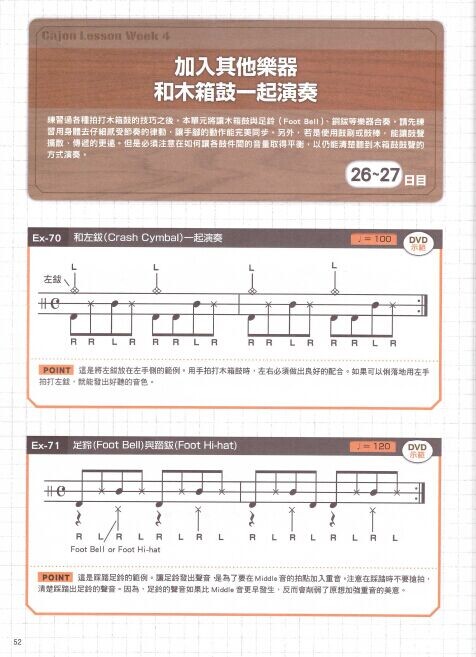 Cajon Lesson Week 4
加入其他樂器
和木箱鼓一起演奏
練習過各種拍打木箱鼓的技巧之後，本單元將讓木箱鼓與足鈴（Foot Bell）、銅鈸等樂器合奏。請先練
習用身體去仔細感受節奏的律動，讓手腳的動作能完美同步。另外，若是使用鼓刷或鼓棒，能讓鼓聲
擴散、傳遞的更遠。但是必須注意在如何讓各鼓件間的音量取得平衡，以仍能清楚聽到木箱鼓鼓聲的
方式演奏。
26~27日目
Ex-70 和左鈸(Crash Cymbal)一起演奏 ♩= 100 DVD
示範
L L L L
左鈸
R R L R R R L R R R L R R R L R
POINT 這是將左鈸放在左手側的範例。用手拍打木箱鼓時，左右必須做出良好的配合。如果可以俐落地用左手
拍打左鈸，就能發出好聽的音色。
Ex-71 足鈴(Foot Bell)與踏鈸(Foot Hi-hat) ♩= 120 DVD
示範
R L R L R L R L R L R L R L R L
Foot Bell or Foot Hi-hat
POINT 這是踩踏足鈴的範例。讓足鈴發出聲音，是為了要在Middle音的拍點加入重音。注意在踩踏時不要搶拍，
清楚踩踏出足鈴的聲音。因為，足鈴的聲音如果比 Middle 音更早發生，反而會削弱了原想加強重音的美意。
52